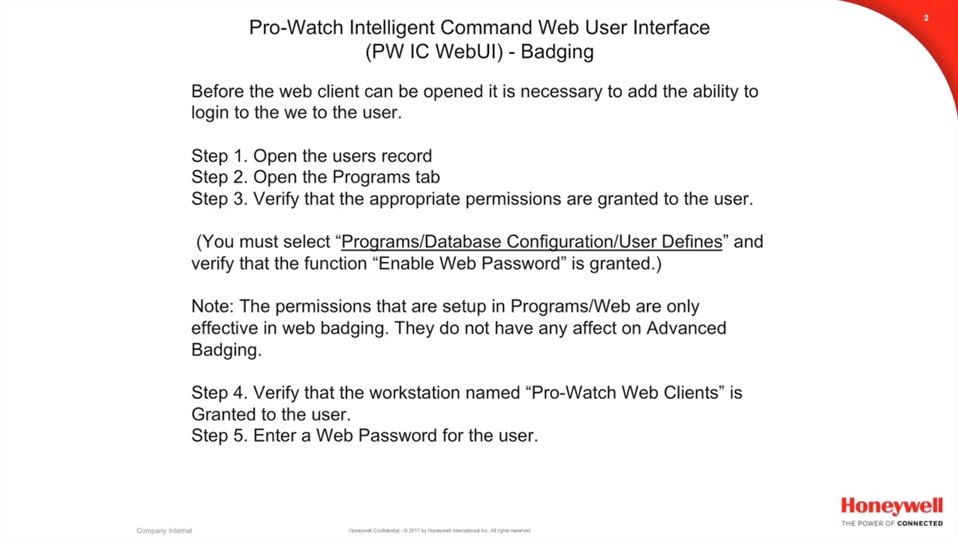 2
Pro-Watch Intelligent Command Web User Interface
(PW IC WebUI) - Badging
Before the web client can be opened it is necessary to add the ability to
login to the we to the user.
Step 1. Open the users record
Step 2. Open the Programs tab
Step 3. Verify that the appropriate permissions are granted to the user.
(You must select “Programs/Database Configuration/User Defines” and
verify that the function “Enable Web Password” is granted.)
Note: The permissions that are setup in Programs/Web are only
effective in web badging. They do not have any affect on Advanced
Badging.
Step 4. Verify that the workstation named “Pro-Watch Web Clients” is
Granted to the user.
Step 5. Enter a Web Password for the user.
Honeywell
THE POWER OF CONNECTED
Company Internal
Honeywell Confidential - © 2017 by Honeywell International Inc. All rights reserved.